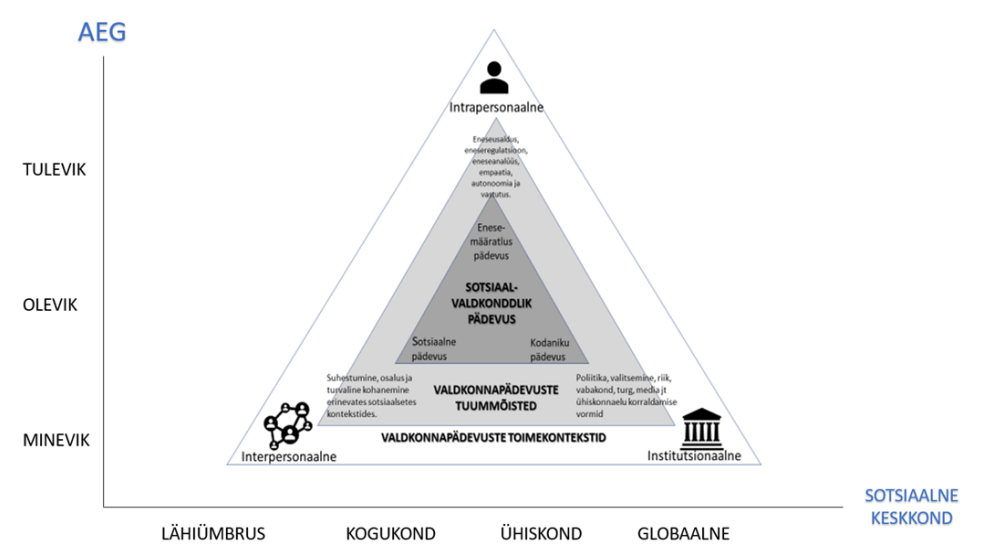 AEG
Intrapersonaalne
Eneseusaldus,
eneseregulatsioon,
eneseanalüüs,
empaatia,
autonoomia ja
vastutus.
TULEVIK
Enese-
määratlus
pädevus
SOTSIAAL-
VALDKONDDLIK
PÄDEVUS
OLEVIK
Sotsiaalne
pädevus
Kodaniku
pädevus
Suhestumine, osalus ja
turvaline kohanemine
erinevates sotsiaalsetes
kontekstides.
VALDKONNAPÄDEVUSTE
TUUMMÕISTED
Poliitika, valitsemine, riik,
vabakond, turg, media jt
ühiskonnaelu korraldamise
vormid
MINEVIK
VALDKONNAPÄDEVUSTE TOIMEKONTEKSTID
Interpersonaalne
Institutsionaalne
SOTSIAALNE
KESKKOND
LÄHIÜMBRUS
KOGUKOND
ÜHISKOND
GLOBAALNE